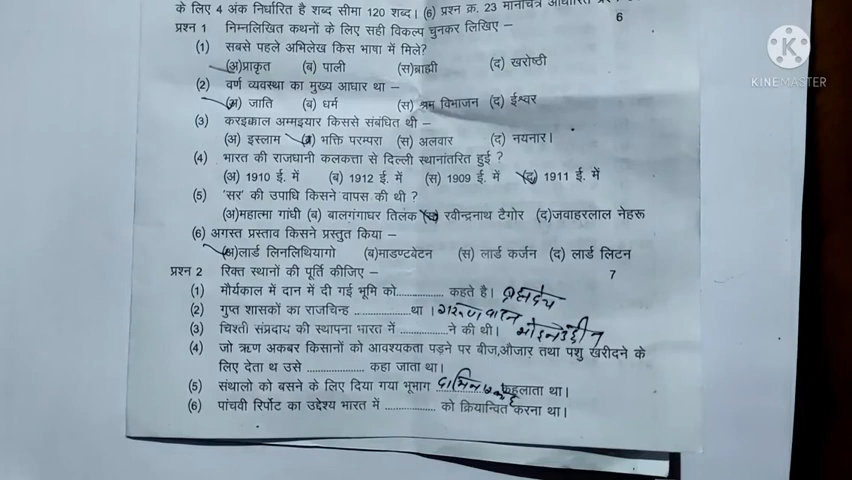 के लिए 4 अंक निर्धारित है शब्द सीमा 120 शब्द। (6) प्रश्न क्र. 23 मानचित्र आधारित
6
प्रश्न 1 निम्नलिखित कथनों के लिए सही विकल्प चुनकर लिखिए –
(1) सबसे पहले अभिलेख किस भाषा में मिले?
(अ)प्राकृत (ब) पाली (स)ब्राह्मी (द) खरोष्ठी
(2) वर्ण व्यवस्था का मुख्य आधार था –
(अ) जाति (ब) धर्म (स) श्रम विभाजन (द) ईश्वर
(3) करइक्काल अम्मइयार किससे संबंधित थी –
(अ) इस्लाम (ब) भक्ति परम्परा (स) अलवार (द) नयनार।
(4) भारत की राजधानी कलकत्ता से दिल्ली स्थानांतरित हुई ?
(अ) 1910 ई. में (ब) 1912 ई. में (स) 1909 ई. में (द) 1911 ई. में
(5) 'सर' की उपाधि किसने वापस की थी ?
(अ)महात्मा गांधी (ब) बालगंगाधर तिलक (स) रवीन्द्रनाथ टैगोर (द)जवाहरलाल नेहरू
(6) अगस्त प्रस्ताव किसने प्रस्तुत किया –
(अ)लार्ड लिनलिथियागो (ब)माडण्टबेटन (स) लार्ड कर्जन (द) लार्ड लिटन
प्रश्न 2 रिक्त स्थानों की पूर्ति कीजिए – 7
(1) मौर्यकाल में दान में दी गई भूमि को............... कहते है। ब्रह्मदेय
(2) गुप्त शासकों का राजचिन्ह ...............था ।
(3) चिश्ती संप्रदाय की स्थापना भारत में ...............ने की थी।
(4) जो ऋण अकबर किसानों को आवश्यकता पड़ने पर बीज,औजार तथा पशु खरीदने के
लिए देता थ उसे .................. कहा जाता था।
(5) संथालो को बसने के लिए दिया गया भूभाग ............... कहलाता था।
(6) पांचवी रिर्पोट का उद्देश्य भारत में ............... को क्रियान्वित करना था।
KINEMASTER